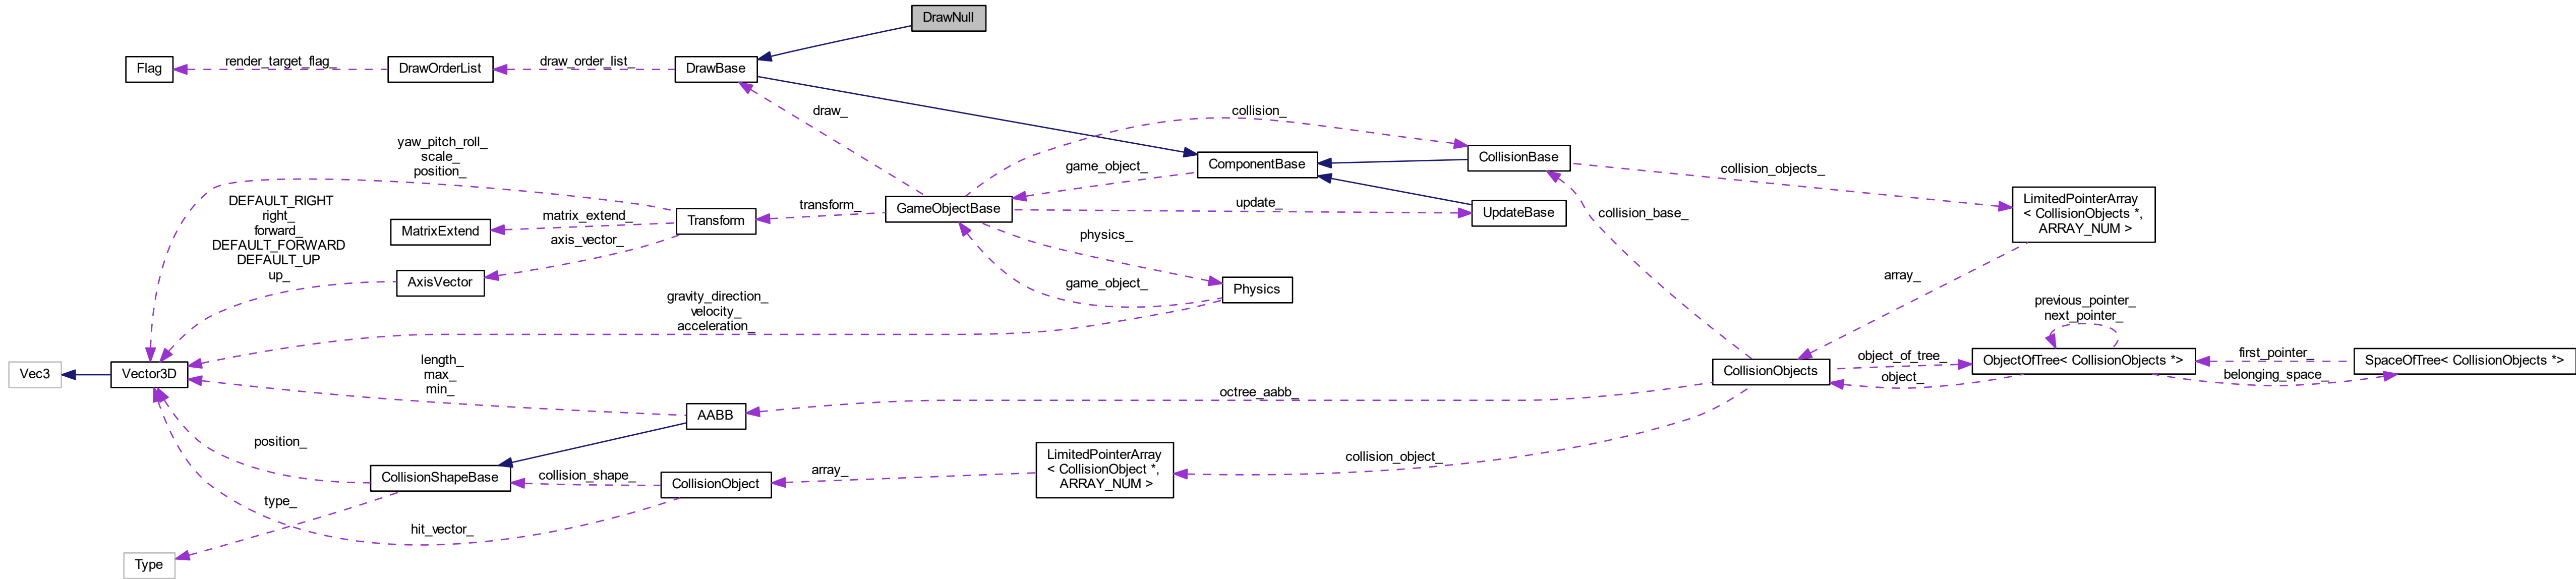 DrawNull
Flag
render_target_flag_
DrawOrderList
draw_order_list_
DrawBase
draw_
collision_
yaw_pitch_roll_
scale_
position_
ComponentBase
game_object_
CollisionBase
collision_objects_
DEFAULT_RIGHT
right_
forward_
DEFAULT_FORWARD
DEFAULT_UP
up_
MatrixExtend
matrix_extend_
axis_vector_
Transform
transform_
GameObjectBase
update_
UpdateBase
collision_base_
LimitedPointerArray
< CollisionObjects *,
ARRAY_NUM >
physics_
game_object_
Physics
array_
AxisVector
gravity_direction_
velocity_
acceleration_
previous_pointer_
next_pointer_
Vec3
Vector3D
length_
max_
min_
CollisionObjects
object_of_tree_
object_
ObjectOfTree< CollisionObjects *>
first_pointer_
belonging_space_
SpaceOfTree< CollisionObjects *>
AABB
octree_aabb_
position_
CollisionShapeBase
collision_shape_
CollisionObject
array_
LimitedPointerArray
< CollisionObject *,
ARRAY_NUM >
collision_object_
type_
hit_vector_
Type